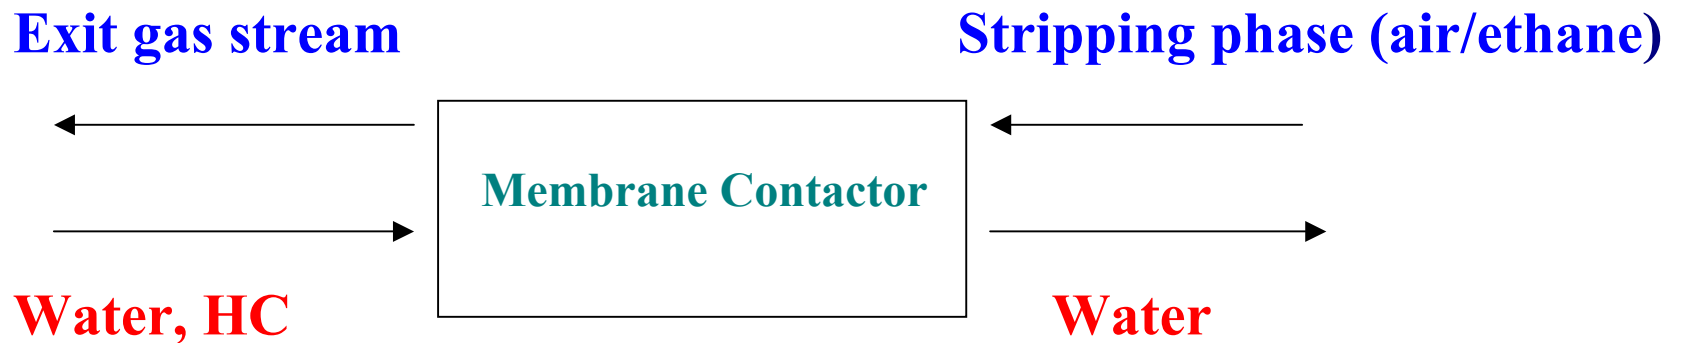 Exit gas stream
Stripping phase (air/ethane)
Membrane Contactor
Water, HC
Water